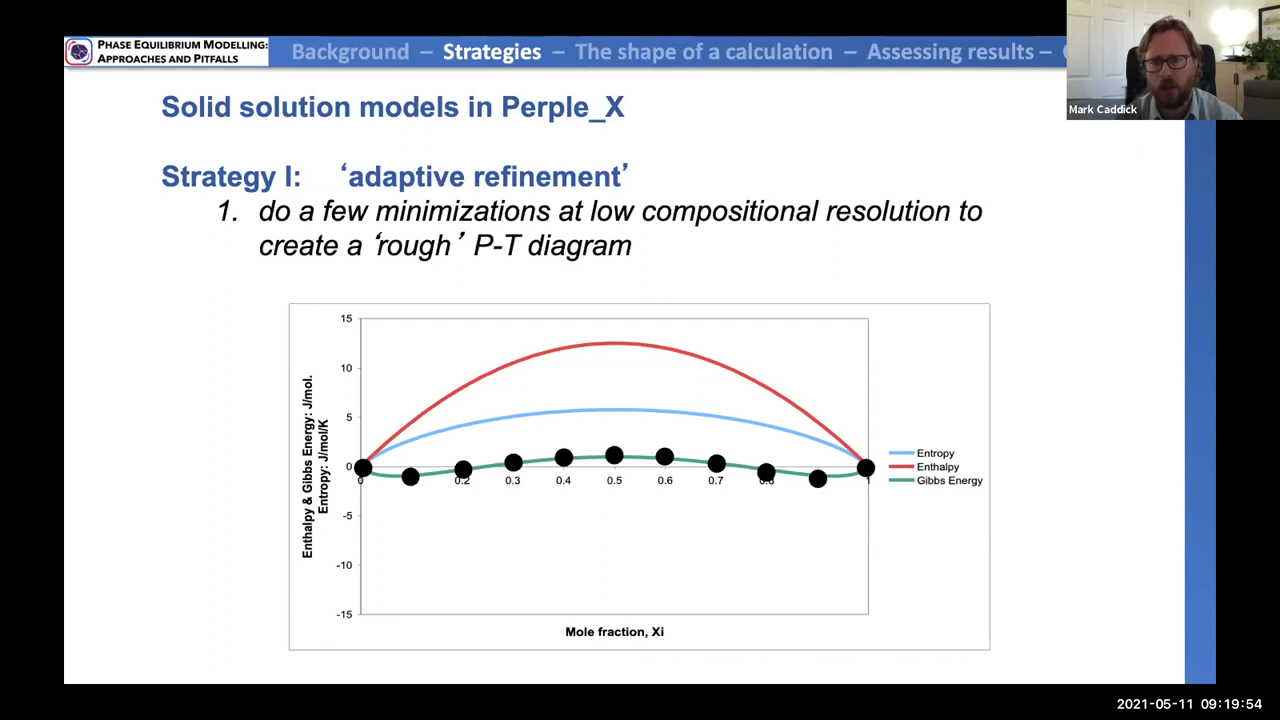 PHASE EQUILIBRIUM MODELLING:
APPROACHES AND PITFALLS
Background – Strategies – The shape of a calculation – Assessing results –
Mark Caddick
Solid solution models in Perple_X
Strategy I: ‘adaptive refinement’
1. do a few minimizations at low compositional resolution to
create a ‘rough’ P-T diagram
15
10
5
0
-5
-10
-15
Enthalpy & Gibbs Energy: J/mol.
Entropy: J/mol/K
0 0.2 0.3 0.4 0.5 0.6 0.7 0.8 1
Mole fraction, Xi
Entropy
Enthalpy
Gibbs Energy
2021-05-11 09:19:54